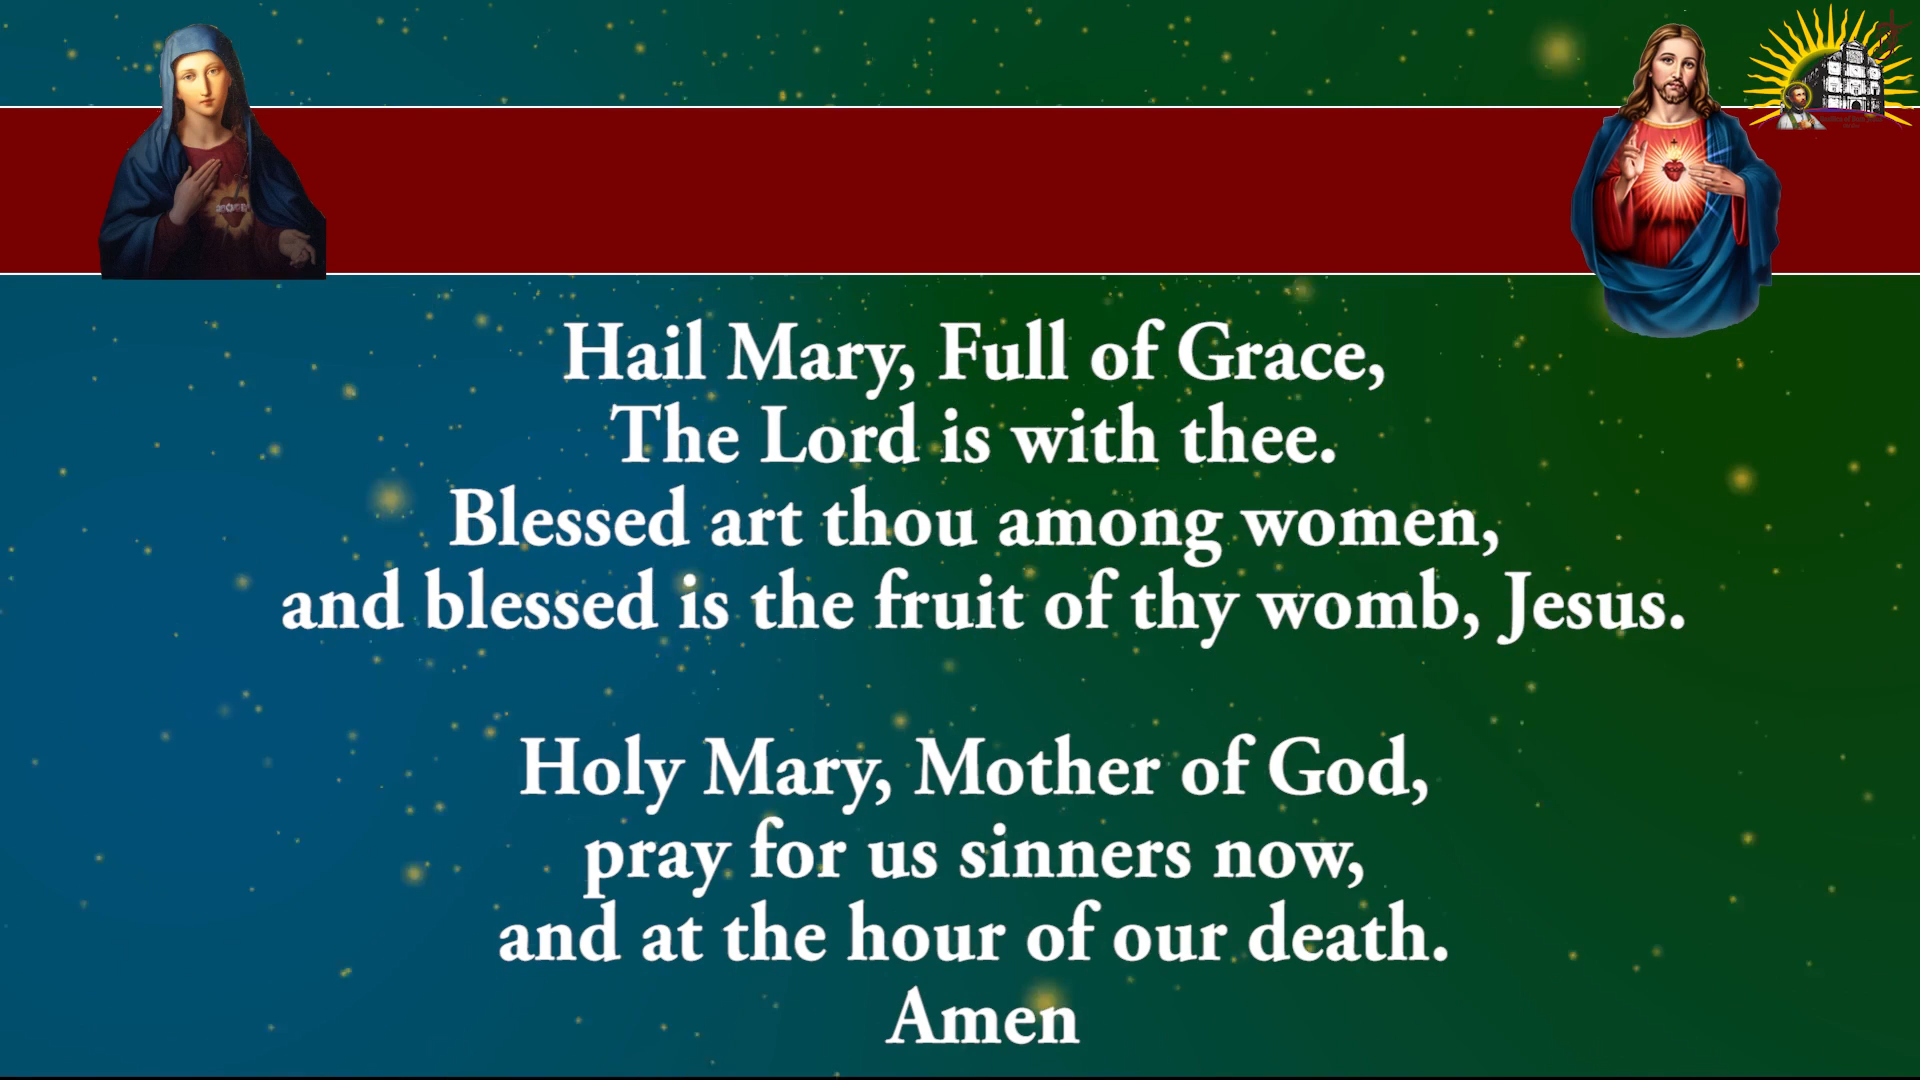 Hail Mary, Full of Grace,
The Lord is with thee.
Blessed art thou among women,
and blessed is the fruit of thy womb, Jesus.
Holy Mary, Mother of God,
pray for us sinners now,
and at the hour of our death.
Amen